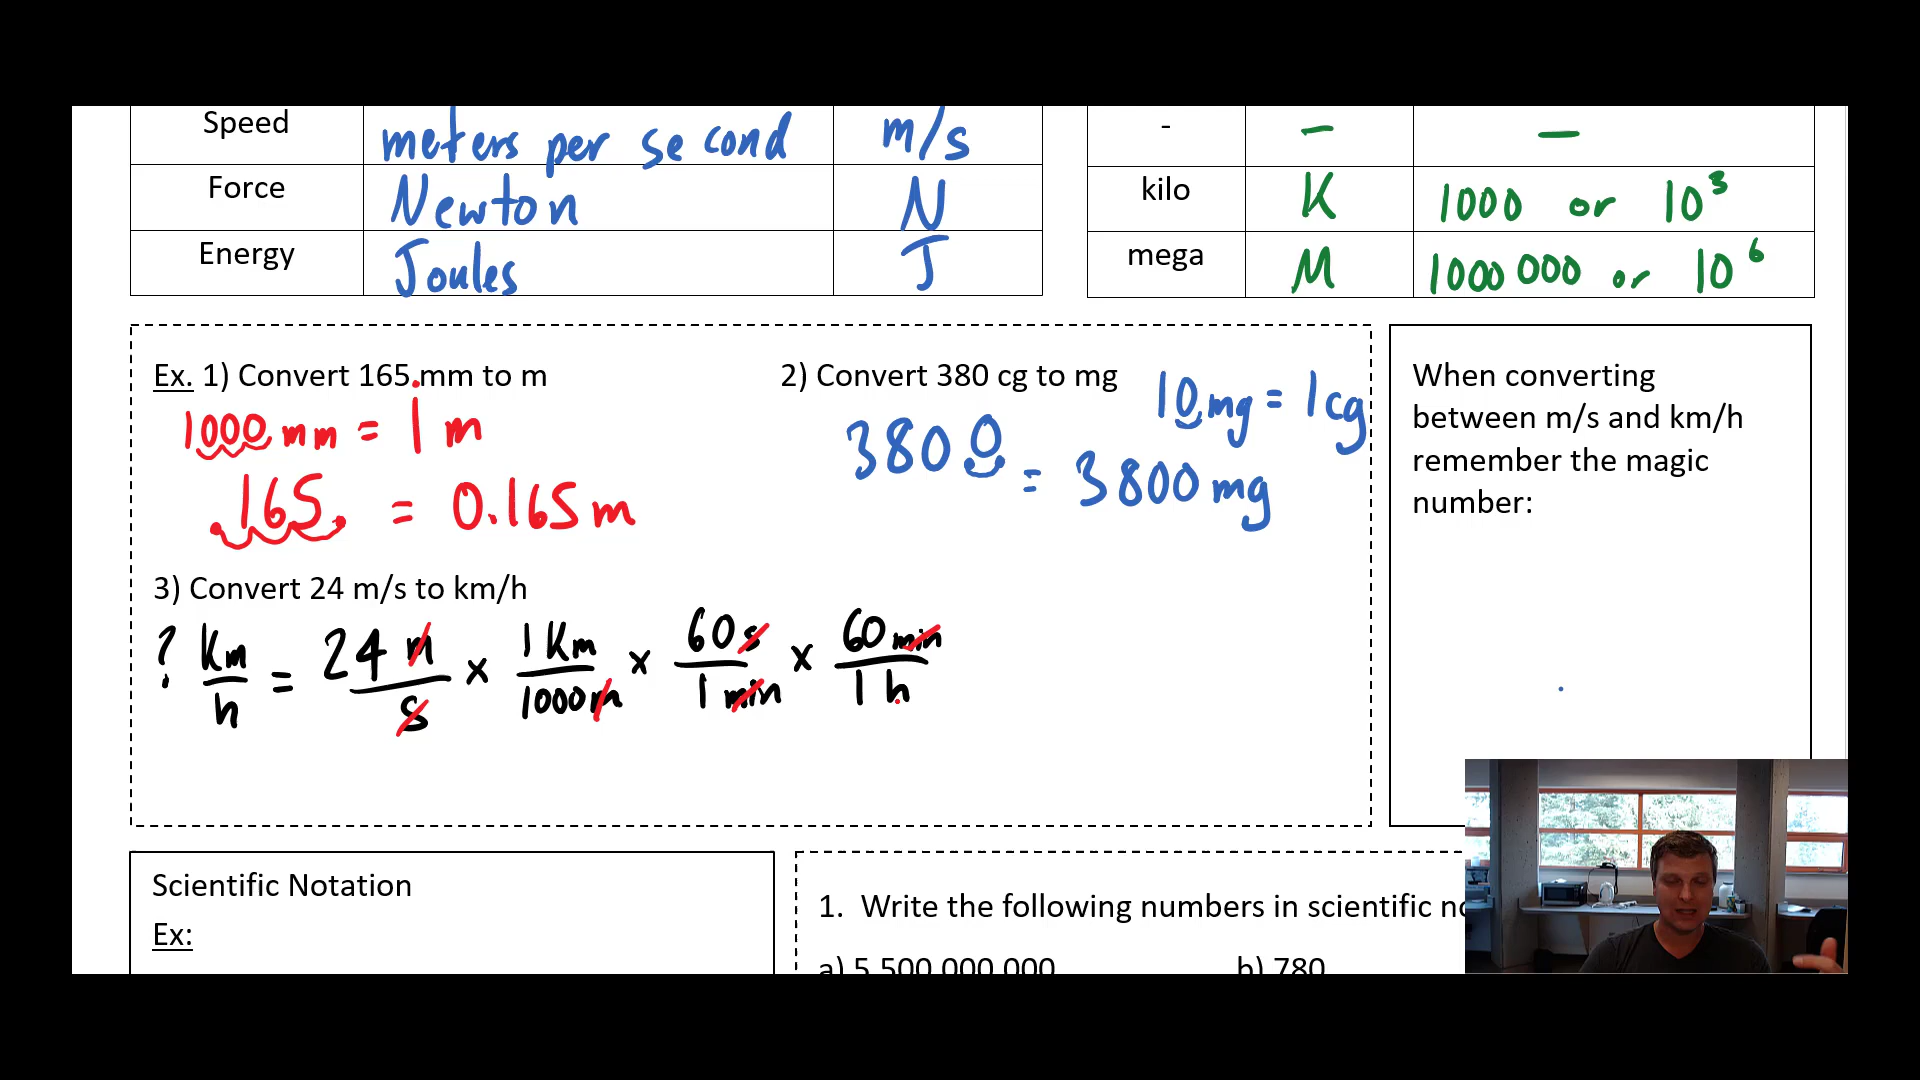 Speed meters per second m/s
Force Newton N
Energy Joules J
- – —
kilo K 1000 or 10³
mega M 1000 000 or 10⁶
Ex. 1) Convert 165 mm to m
1000 mm = 1 m
165. = 0.165 m
2) Convert 380 cg to mg
10 mg = 1 cg
3800 = 3800 mg
3) Convert 24 m/s to km/h
? Km/h = 24 m/s × 1 Km/1000 m × 60 s/1 min × 60 min/1 h
When converting
between m/s and km/h
remember the magic
number:
Scientific Notation
Ex:
1. Write the following numbers in scientific
a) 5 500 000 000 b) 780